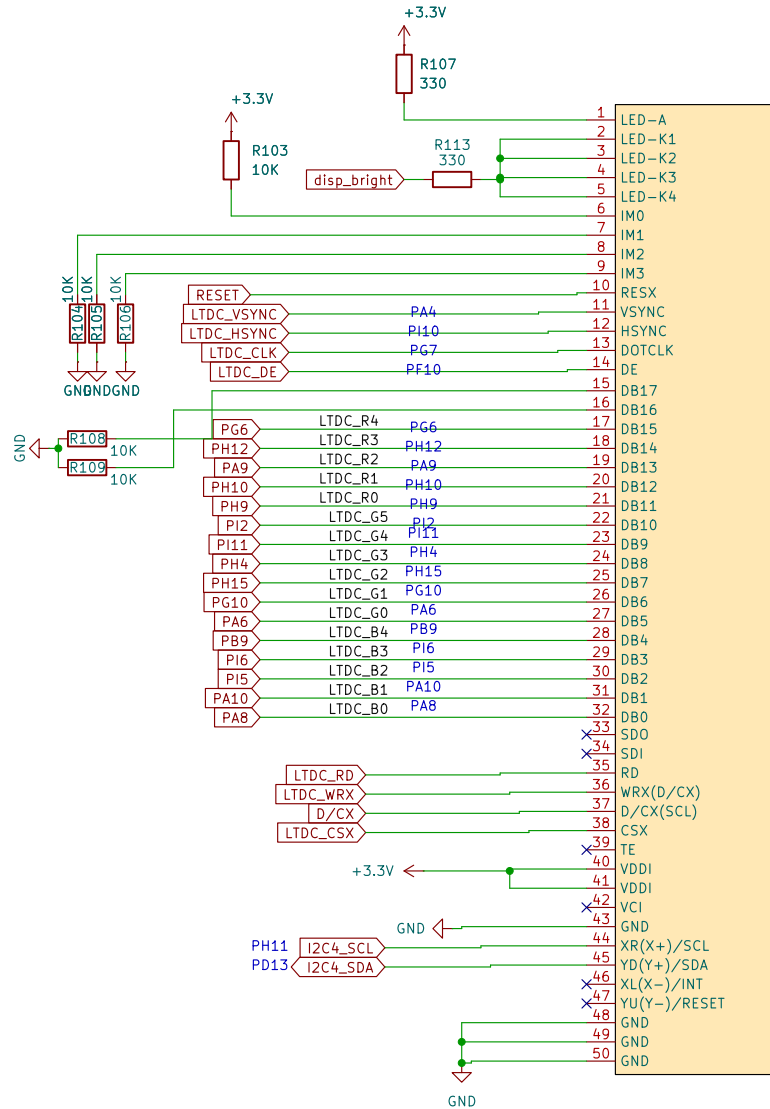 +3.3V
R107
330
+3.3V
R103
10K
R113
330
disp_bright
1 LED-A
2 LED-K1
3 LED-K2
4 LED-K3
5 LED-K4
6 IM0
7 IM1
8 IM2
9 IM3
10K R104
10K R105
10K R106
GND
GND
GND
RESET 10 RESX
LTDC_VSYNC PA4 11 VSYNC
LTDC_HSYNC PI10 12 HSYNC
LTDC_CLK PG7 13 DOTCLK
LTDC_DE PF10 14 DE
15 DB17
16 DB16
GND
R108
10K
R109
10K
PG6 LTDC_R4 PG6 17 DB15
PH12 LTDC_R3 PH12 18 DB14
PA9 LTDC_R2 PA9 19 DB13
PH10 LTDC_R1 PH10 20 DB12
PH9 LTDC_R0 PH9 21 DB11
PI2 LTDC_G5 PI2 22 DB10
PI11 LTDC_G4 PI11 23 DB9
PH4 LTDC_G3 PH4 24 DB8
PH15 LTDC_G2 PH15 25 DB7
PG10 LTDC_G1 PG10 26 DB6
PA6 LTDC_G0 PA6 27 DB5
PB9 LTDC_B4 PB9 28 DB4
PI6 LTDC_B3 PI6 29 DB3
PI5 LTDC_B2 PI5 30 DB2
PA10 LTDC_B1 PA10 31 DB1
PA8 LTDC_B0 PA8 32 DB0
33 SDO
34 SDI
LTDC_RD 35 RD
LTDC_WRX 36 WRX(D/CX)
D/CX 37 D/CX(SCL)
LTDC_CSX 38 CSX
39 TE
+3.3V 40 VDDI
41 VDDI
42 VCI
GND 43 GND
PH11 I2C4_SCL 44 XR(X+)/SCL
PD13 I2C4_SDA 45 YD(Y+)/SDA
46 XL(X-)/INT
47 YU(Y-)/RESET
48 GND
49 GND
50 GND
GND